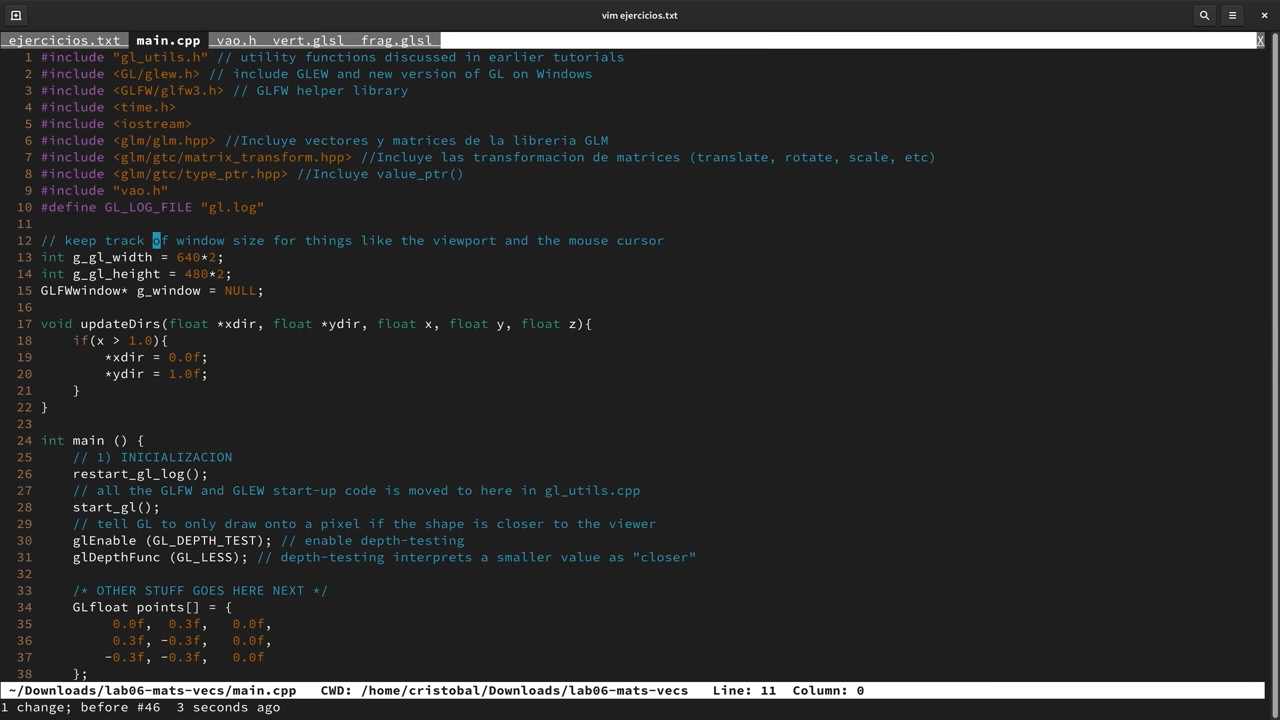 vim ejercicios.txt
ejercicios.txt  main.cpp  vao.h  vert.glsl  frag.glsl  X
1 #include "gl_utils.h" // utility functions discussed in earlier tutorials
2 #include <GL/glew.h> // include GLEW and new version of GL on Windows
3 #include <GLFW/glfw3.h> // GLFW helper library
4 #include <time.h>
5 #include <iostream>
6 #include <glm/glm.hpp> //Incluye vectores y matrices de la libreria GLM
7 #include <glm/gtc/matrix_transform.hpp> //Incluye las transformacion de matrices (translate, rotate, scale, etc)
8 #include <glm/gtc/type_ptr.hpp> //Incluye value_ptr()
9 #include "vao.h"
10 #define GL_LOG_FILE "gl.log"
11
12 // keep track of window size for things like the viewport and the mouse cursor
13 int g_gl_width = 640*2;
14 int g_gl_height = 480*2;
15 GLFWwindow* g_window = NULL;
16
17 void updateDirs(float *xdir, float *ydir, float x, float y, float z){
18     if(x > 1.0){
19         *xdir = 0.0f;
20         *ydir = 1.0f;
21     }
22 }
23
24 int main () {
25     // 1) INICIALIZACION
26     restart_gl_log();
27     // all the GLFW and GLEW start-up code is moved to here in gl_utils.cpp
28     start_gl();
29     // tell GL to only draw onto a pixel if the shape is closer to the viewer
30     glEnable (GL_DEPTH_TEST); // enable depth-testing
31     glDepthFunc (GL_LESS); // depth-testing interprets a smaller value as "closer"
32
33     /* OTHER STUFF GOES HERE NEXT */
34     GLfloat points[] = {
35          0.0f,  0.3f,   0.0f,
36          0.3f, -0.3f,   0.0f,
37         -0.3f, -0.3f,   0.0f
38     };
~/Downloads/lab06-mats-vecs/main.cpp   CWD: /home/cristobal/Downloads/lab06-mats-vecs   Line: 11  Column: 0
1 change; before #46  3 seconds ago